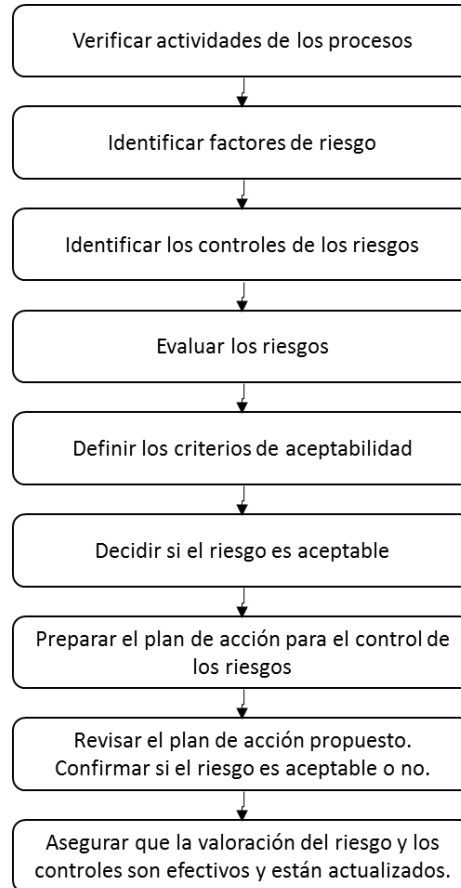 Verificar actividades de los procesos
Identificar factores de riesgo
Identificar los controles de los riesgos
Evaluar los riesgos
Definir los criterios de aceptabilidad
Decidir si el riesgo es aceptable
Preparar el plan de acción para el control de
los riesgos
Revisar el plan de acción propuesto.
Confirmar si el riesgo es aceptable o no.
Asegurar que la valoración del riesgo y los
controles son efectivos y están actualizados.